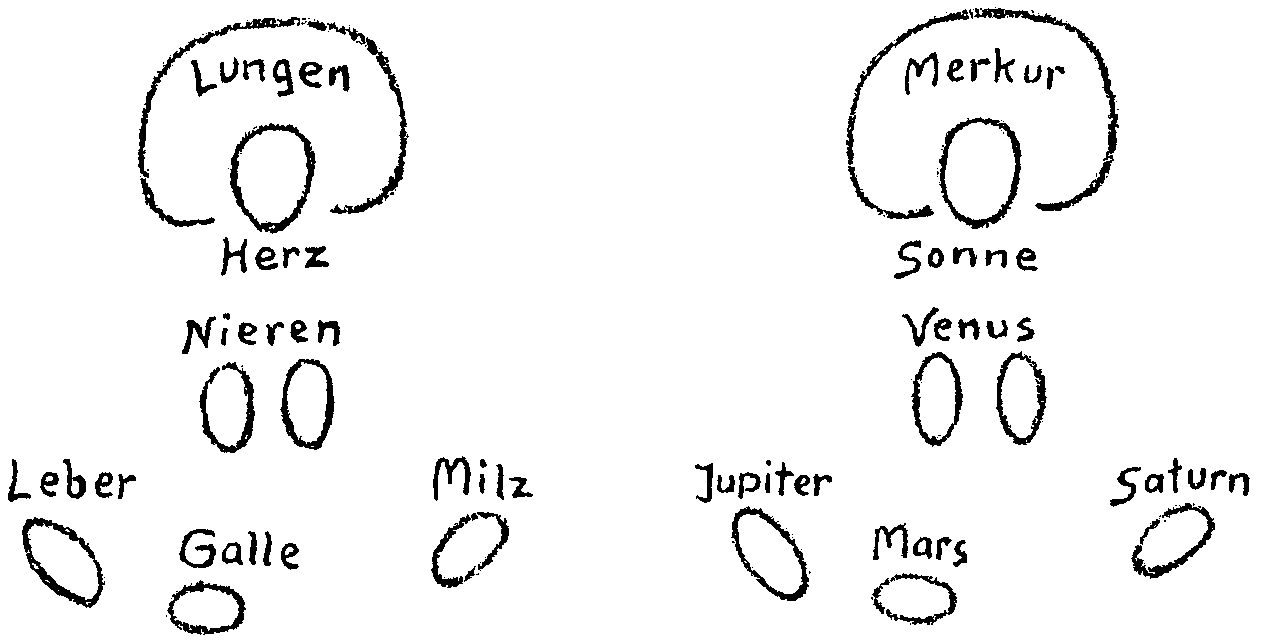 Lungen
Herz
Nieren
Leber
Milz
Galle
Merkur
Sonne
Venus
Jupiter
Saturn
Mars